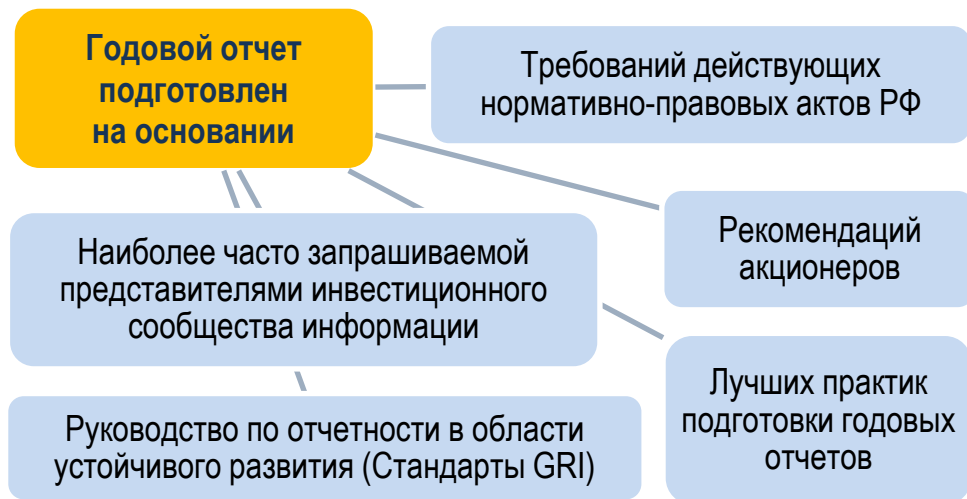 Годовой отчет
подготовлен
на основании
Требований действующих
нормативно-правовых актов РФ
Рекомендаций
акционеров
Наиболее часто запрашиваемой
представителями инвестиционного
сообщества информации
Лучших практик
подготовки годовых
отчетов
Руководство по отчетности в области
устойчивого развития (Стандарты GRI)